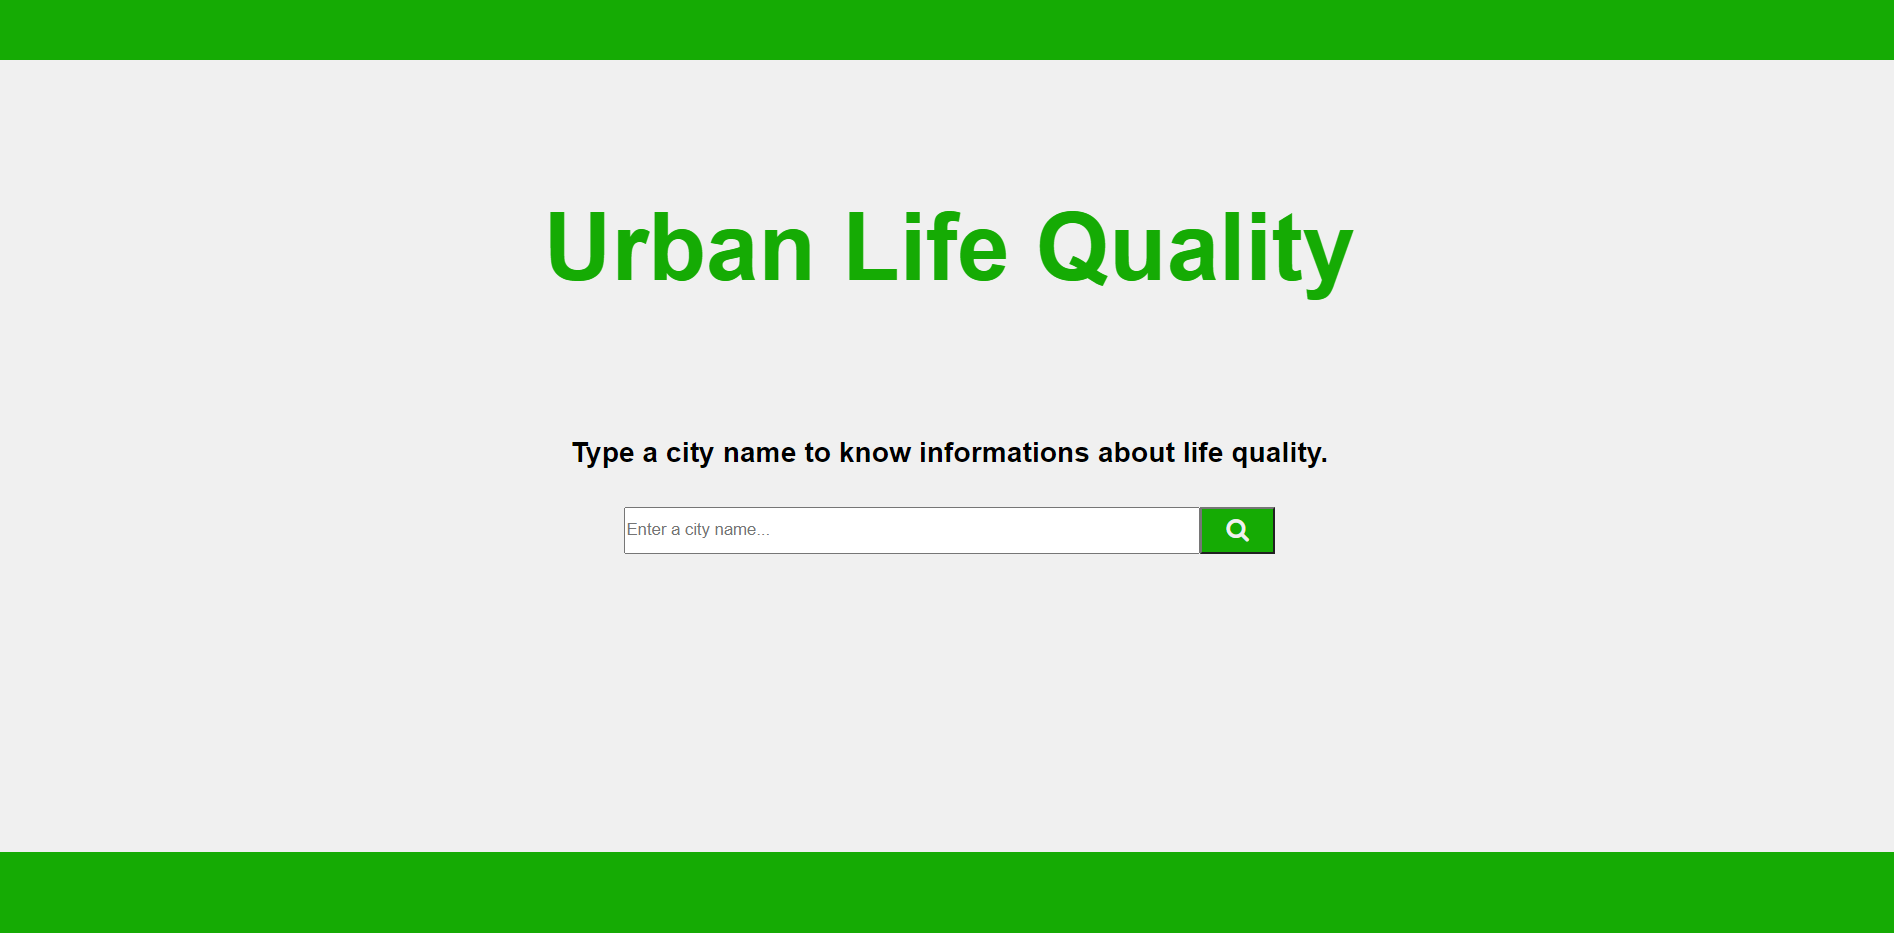 Urban Life Quality
Type a city name to know informations about life quality.
Enter a city name...